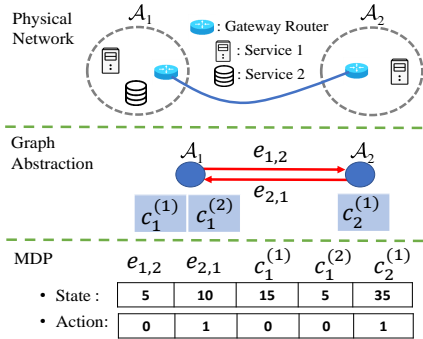 Physical
Network
𝒜₁
𝒜₂
: Gateway Router
: Service 1
: Service 2
Graph
Abstraction
𝒜₁
e₁,₂
𝒜₂
e₂,₁
c₁⁽¹⁾ c₁⁽²⁾ c₂⁽¹⁾
MDP
e₁,₂ e₂,₁ c₁⁽¹⁾ c₁⁽²⁾ c₂⁽¹⁾
• State : 5 10 15 5 35
• Action: 0 1 0 0 1